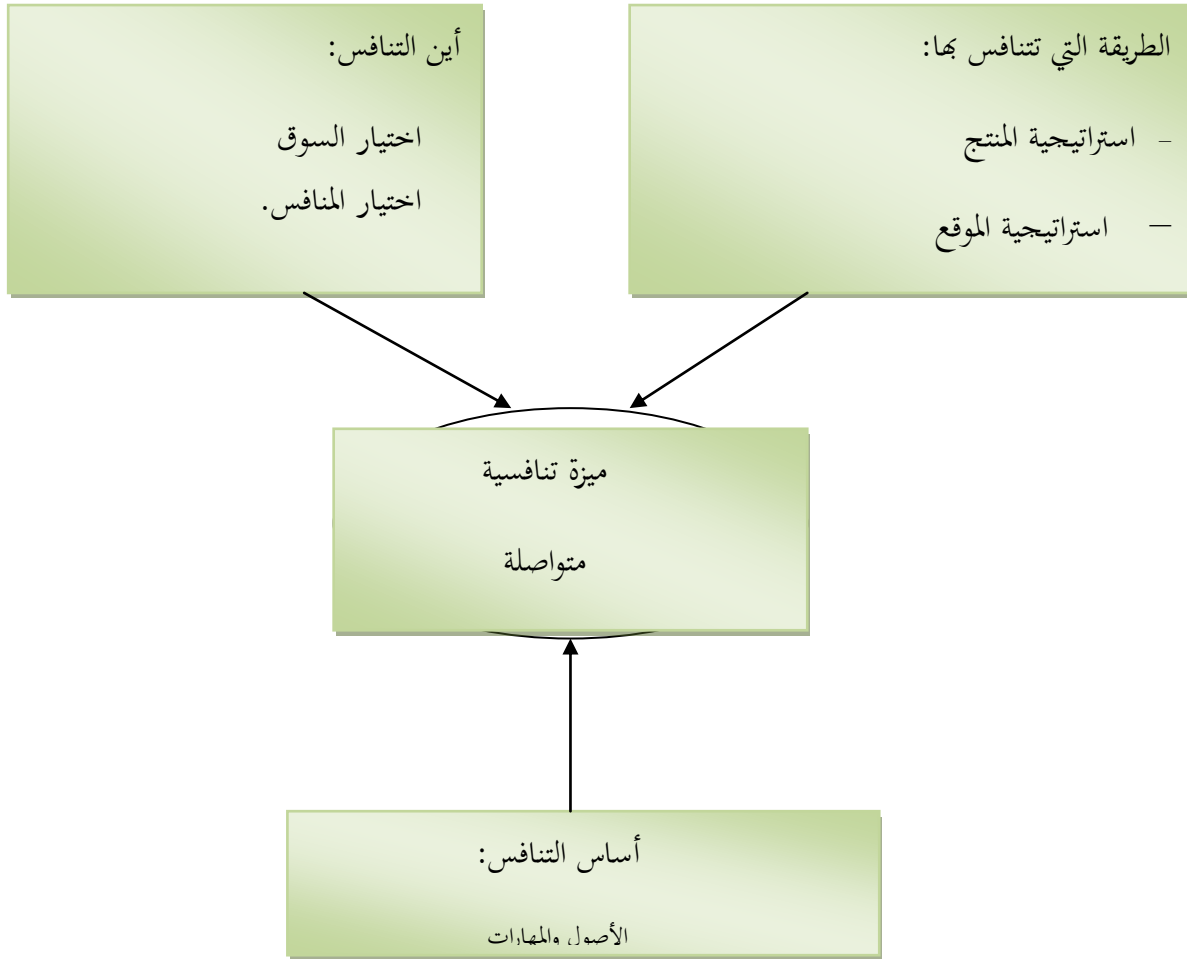 الطريقة التي تتنافس بها:
- استراتيجية المنتج
— استراتيجية الموقع
أين التنافس:
اختيار السوق
اختيار المنافس.
ميزة تنافسية
متواصلة
أساس التنافس:
الأصول والمهارات